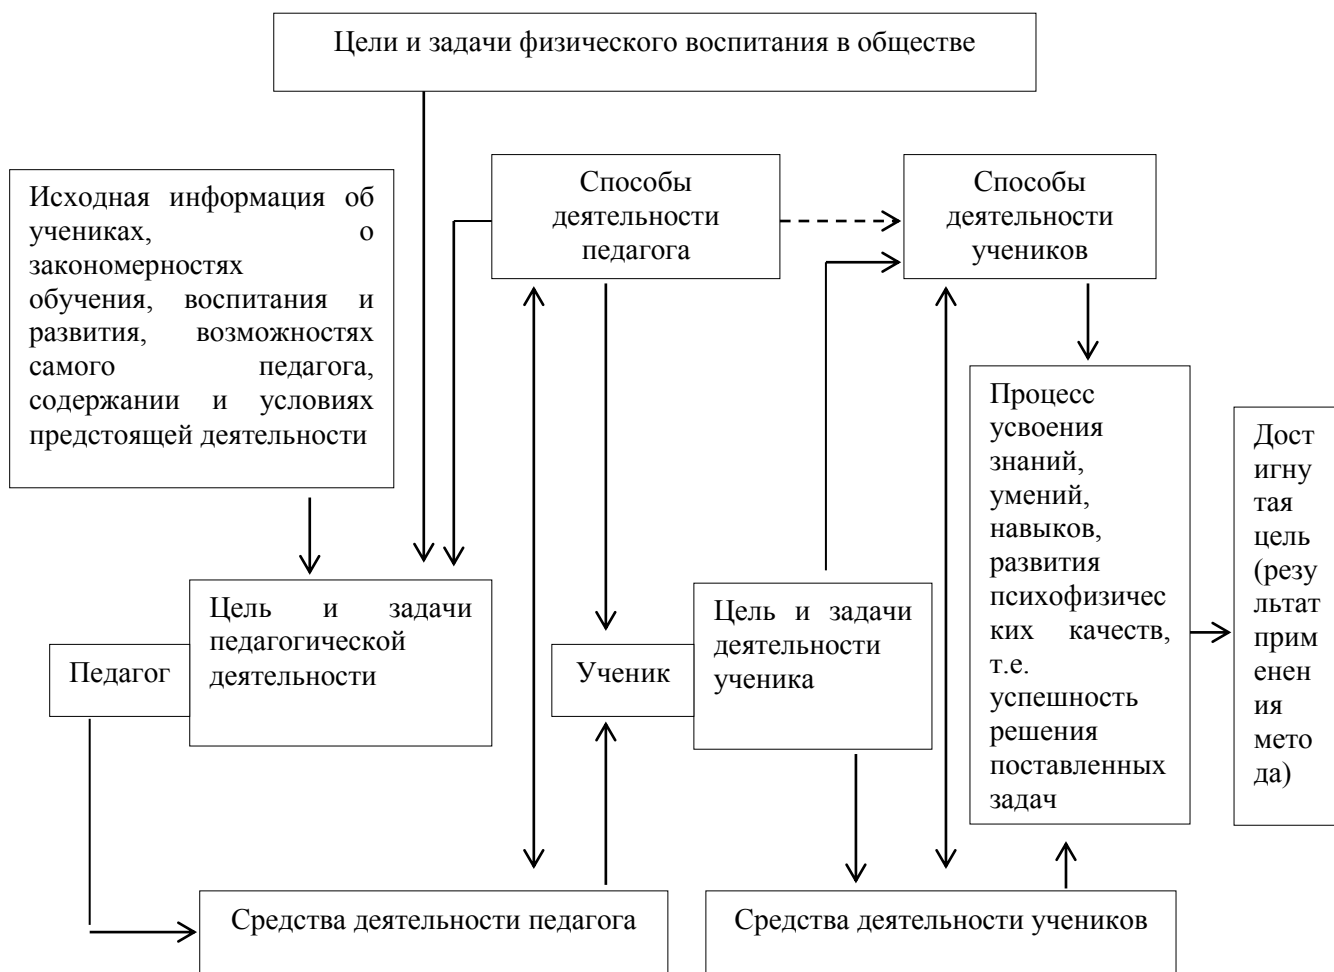 Цели и задачи физического воспитания в обществе
Исходная информация об
учениках, о
закономерностях
обучения, воспитания и
развития, возможностях
самого педагога,
содержании и условиях
предстоящей деятельности
Способы
деятельности
педагога
Способы
деятельности
учеников
Процесс
усвоения
знаний,
умений,
навыков,
развития
психофизичес
ких качеств,
т.е.
успешность
решения
поставленных
задач
Дост
игну
тая
цель
(резу
льтат
прим
енен
ия
мето
да)
Педагог
Цель и задачи
педагогической
деятельности
Ученик
Цель и задачи
деятельности
ученика
Средства деятельности педагога
Средства деятельности учеников